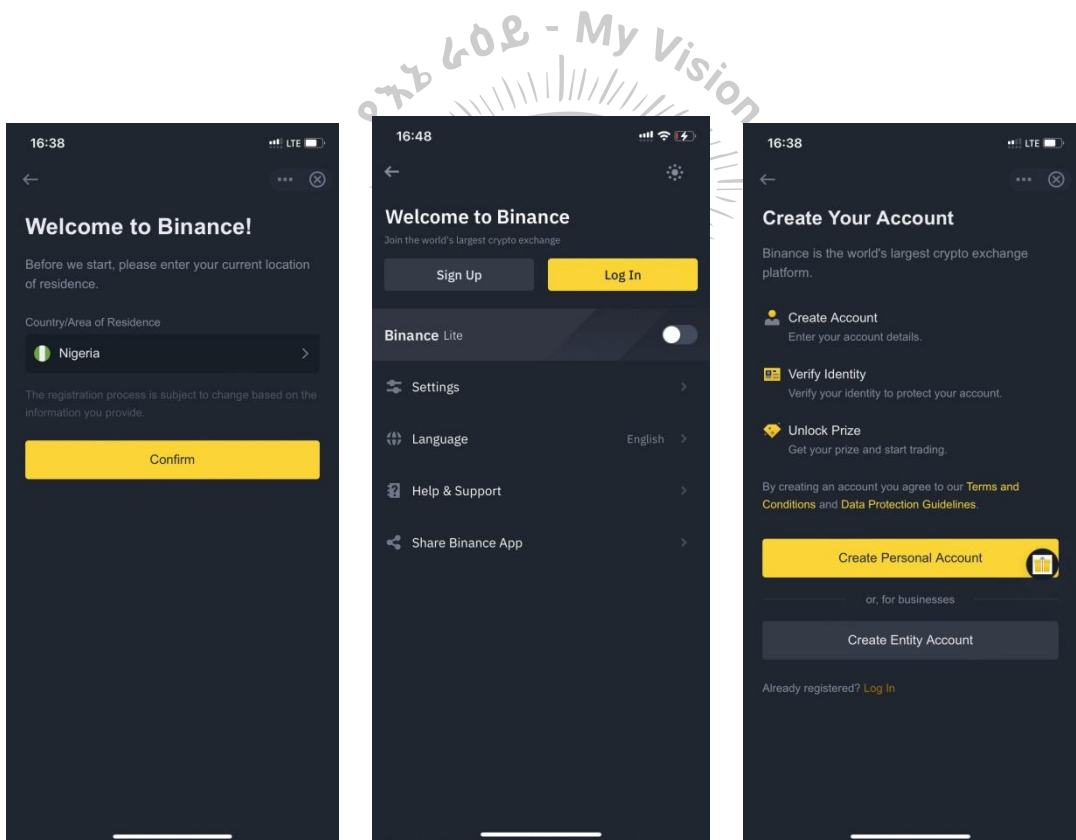 የእኔ ራዕይ - My Vision
16:38
LTE
Welcome to Binance!
Before we start, please enter your current location
of residence.
Country/Area of Residence
Nigeria
The registration process is subject to change based on the
information you provide.
Confirm
16:48
Welcome to Binance
Join the world's largest crypto exchange
Sign Up
Log In
Binance Lite
Settings
Language
English
Help & Support
Share Binance App
16:38
LTE
Create Your Account
Binance is the world's largest crypto exchange
platform.
Create Account
Enter your account details.
Verify Identity
Verify your identity to protect your account.
Unlock Prize
Get your prize and start trading.
By creating an account you agree to our Terms and
Conditions and Data Protection Guidelines.
Create Personal Account
or, for businesses
Create Entity Account
Already registered? Log In